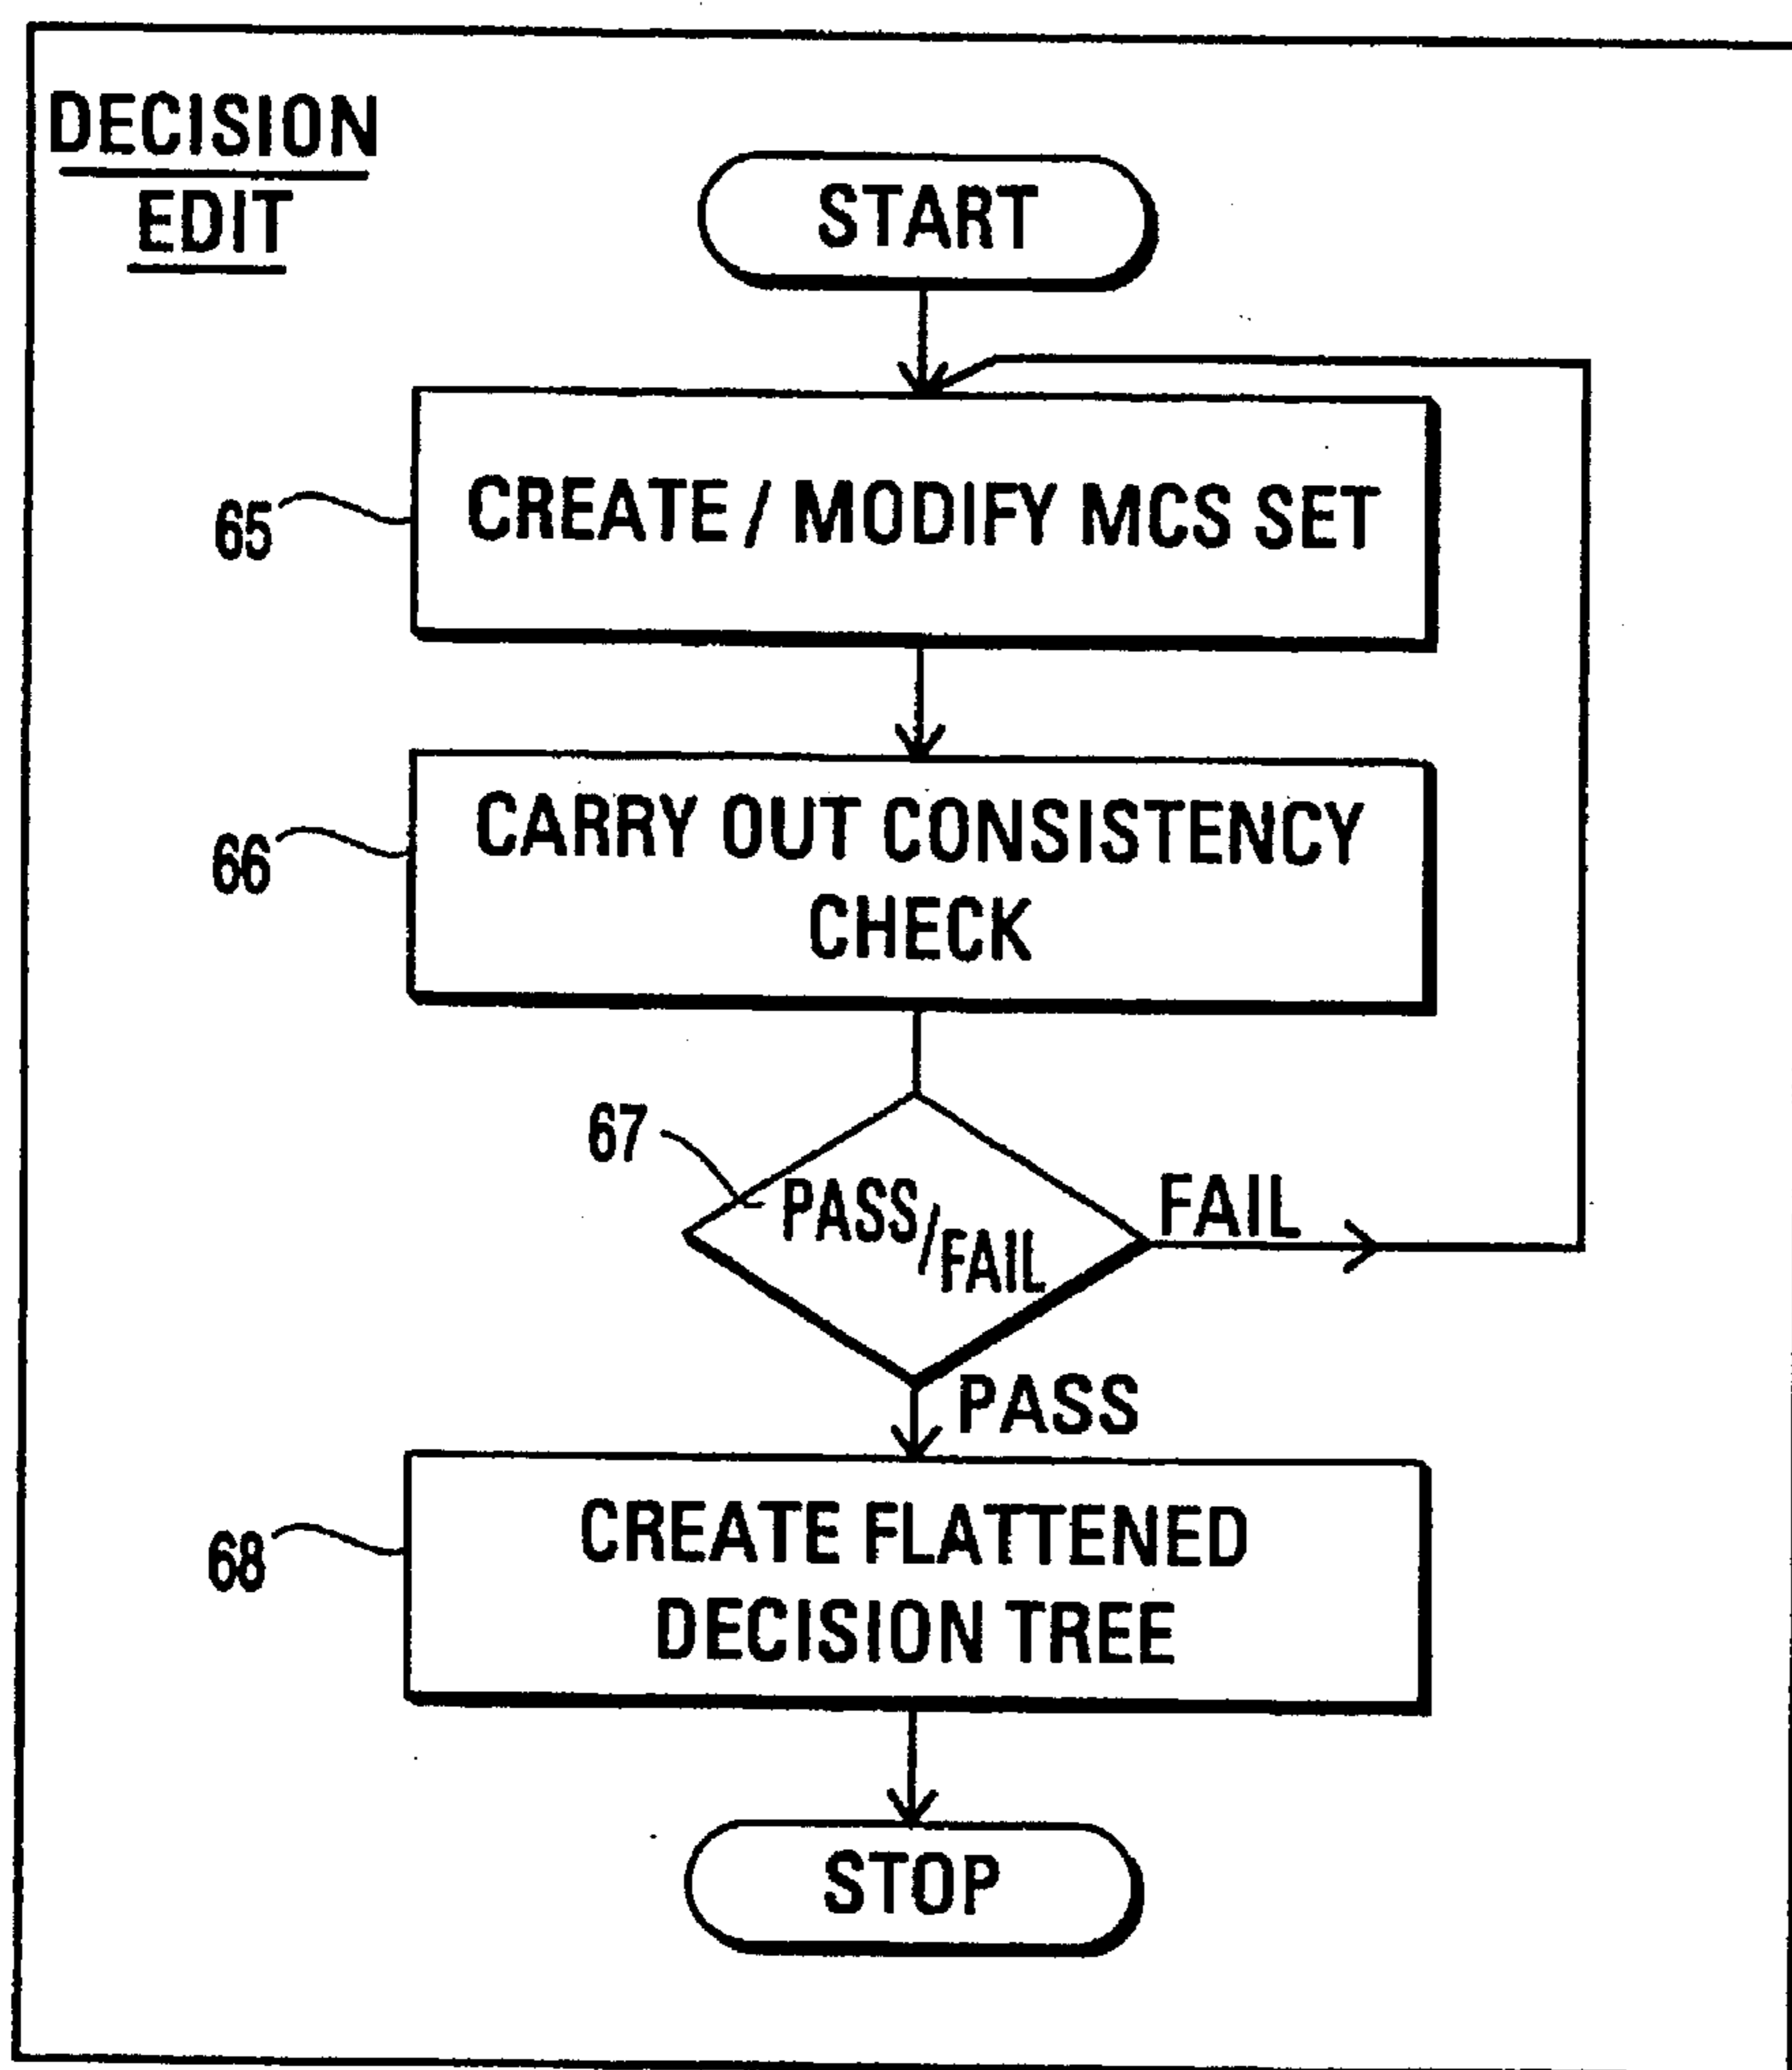 DECISION
EDIT
START
65
CREATE / MODIFY MCS SET
66
CARRY OUT CONSISTENCY
CHECK
67
PASS/FAIL
FAIL
PASS
68
CREATE FLATTENED
DECISION TREE
STOP